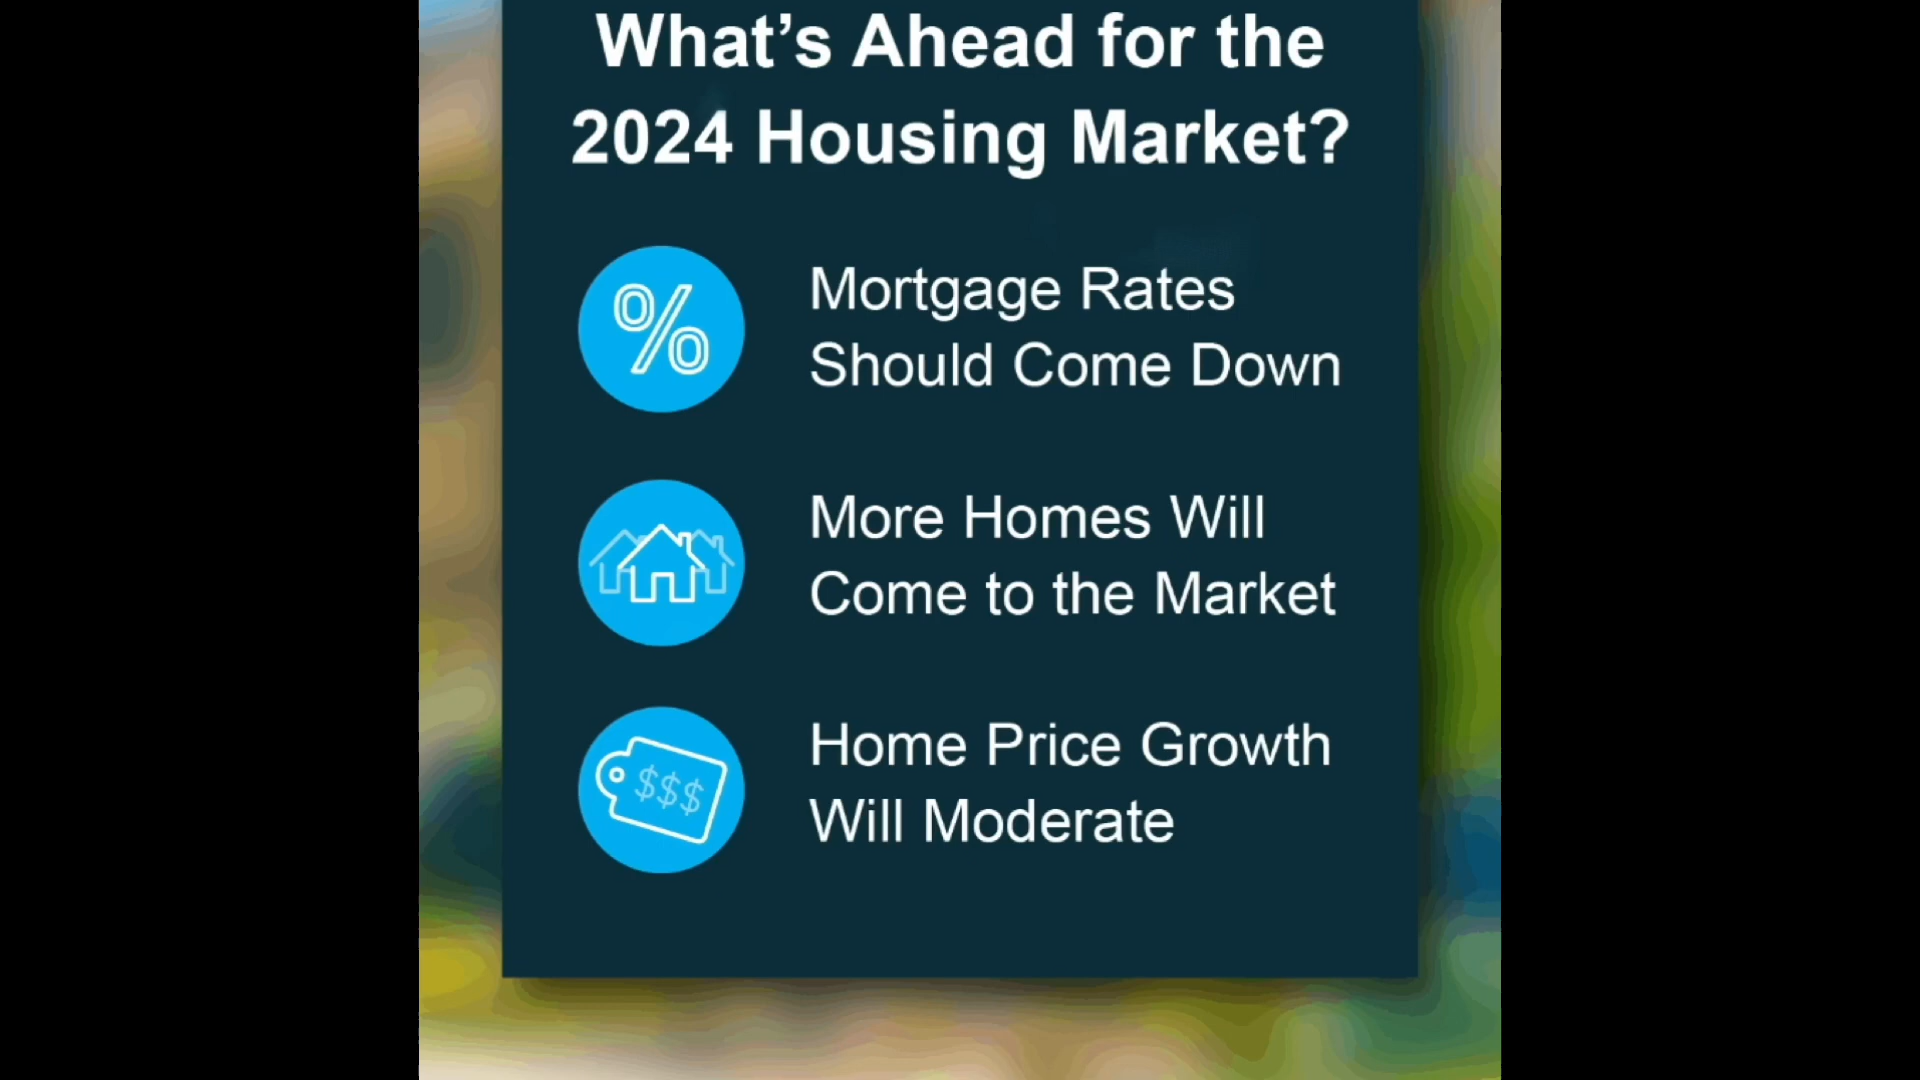 What’s Ahead for the
2024 Housing Market?
%
Mortgage Rates
Should Come Down
More Homes Will
Come to the Market
$$$
Home Price Growth
Will Moderate